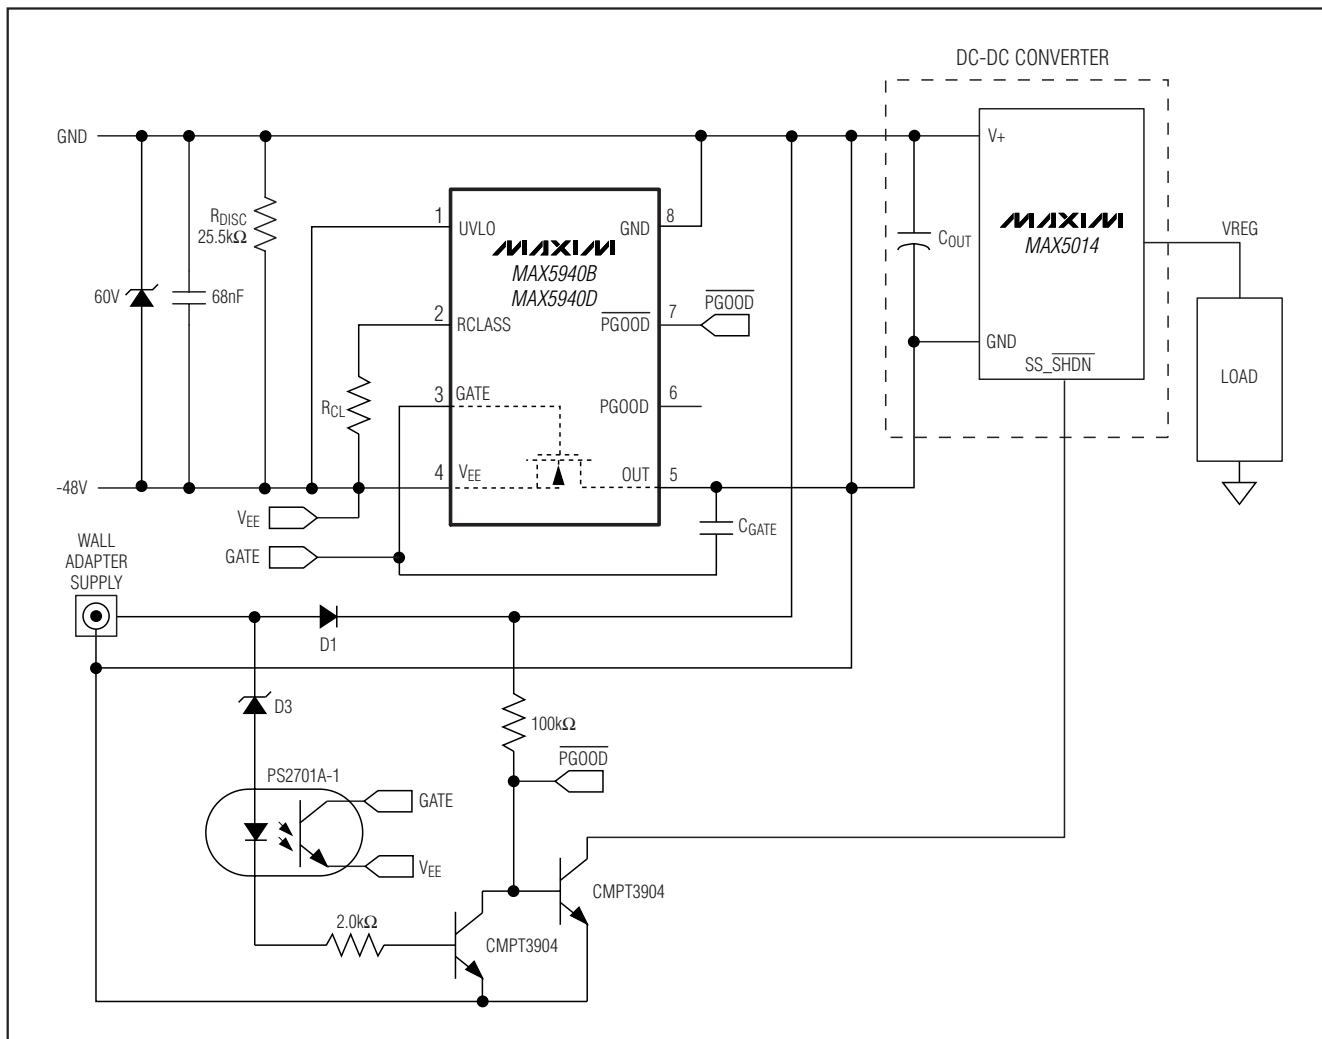 DC-DC CONVERTER
GND
V+
RDISC
25.5kΩ
1
UVLO
GND
8
MAXIM
MAX5940B
MAX5940D
COUT
MAXIM
MAX5014
VREG
60V
68nF
2
RCLASS
PGOOD
7
PGOOD
GND
SS_SHDN
LOAD
RCL
3
GATE
PGOOD
6
-48V
4
VEE
OUT
5
VEE
CGATE
GATE
WALL
ADAPTER
SUPPLY
D1
D3
100kΩ
PGOOD
PS2701A-1
GATE
VEE
CMPT3904
2.0kΩ
CMPT3904